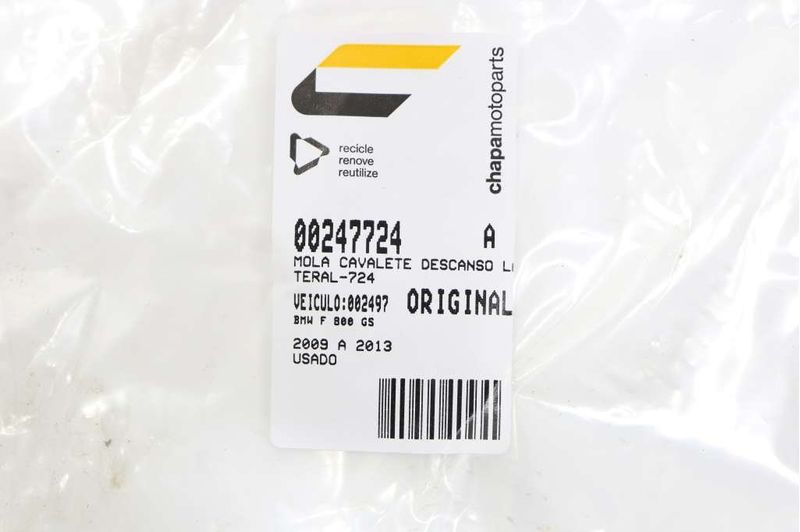 chapamotoparts
recicle
renove
reutilize
00247724 A
MOLA CAVALETE DESCANSO LA
TERAL-724
VEICULO:002497 ORIGINAL
BMW F 800 GS
2009 A 2013
USADO